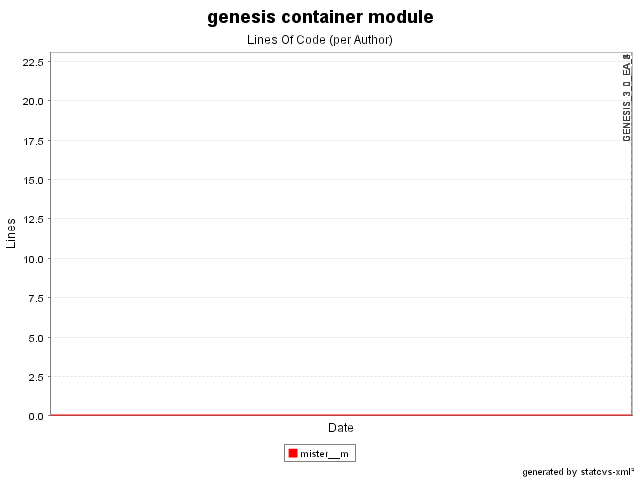 genesis container module
Lines Of Code (per Author)
22.5
20.0
17.5
15.0
12.5
10.0
7.5
5.0
2.5
0.0
Lines
GENESIS_3_0_EA_
Date
mister__m
generated by statcvs-xml²